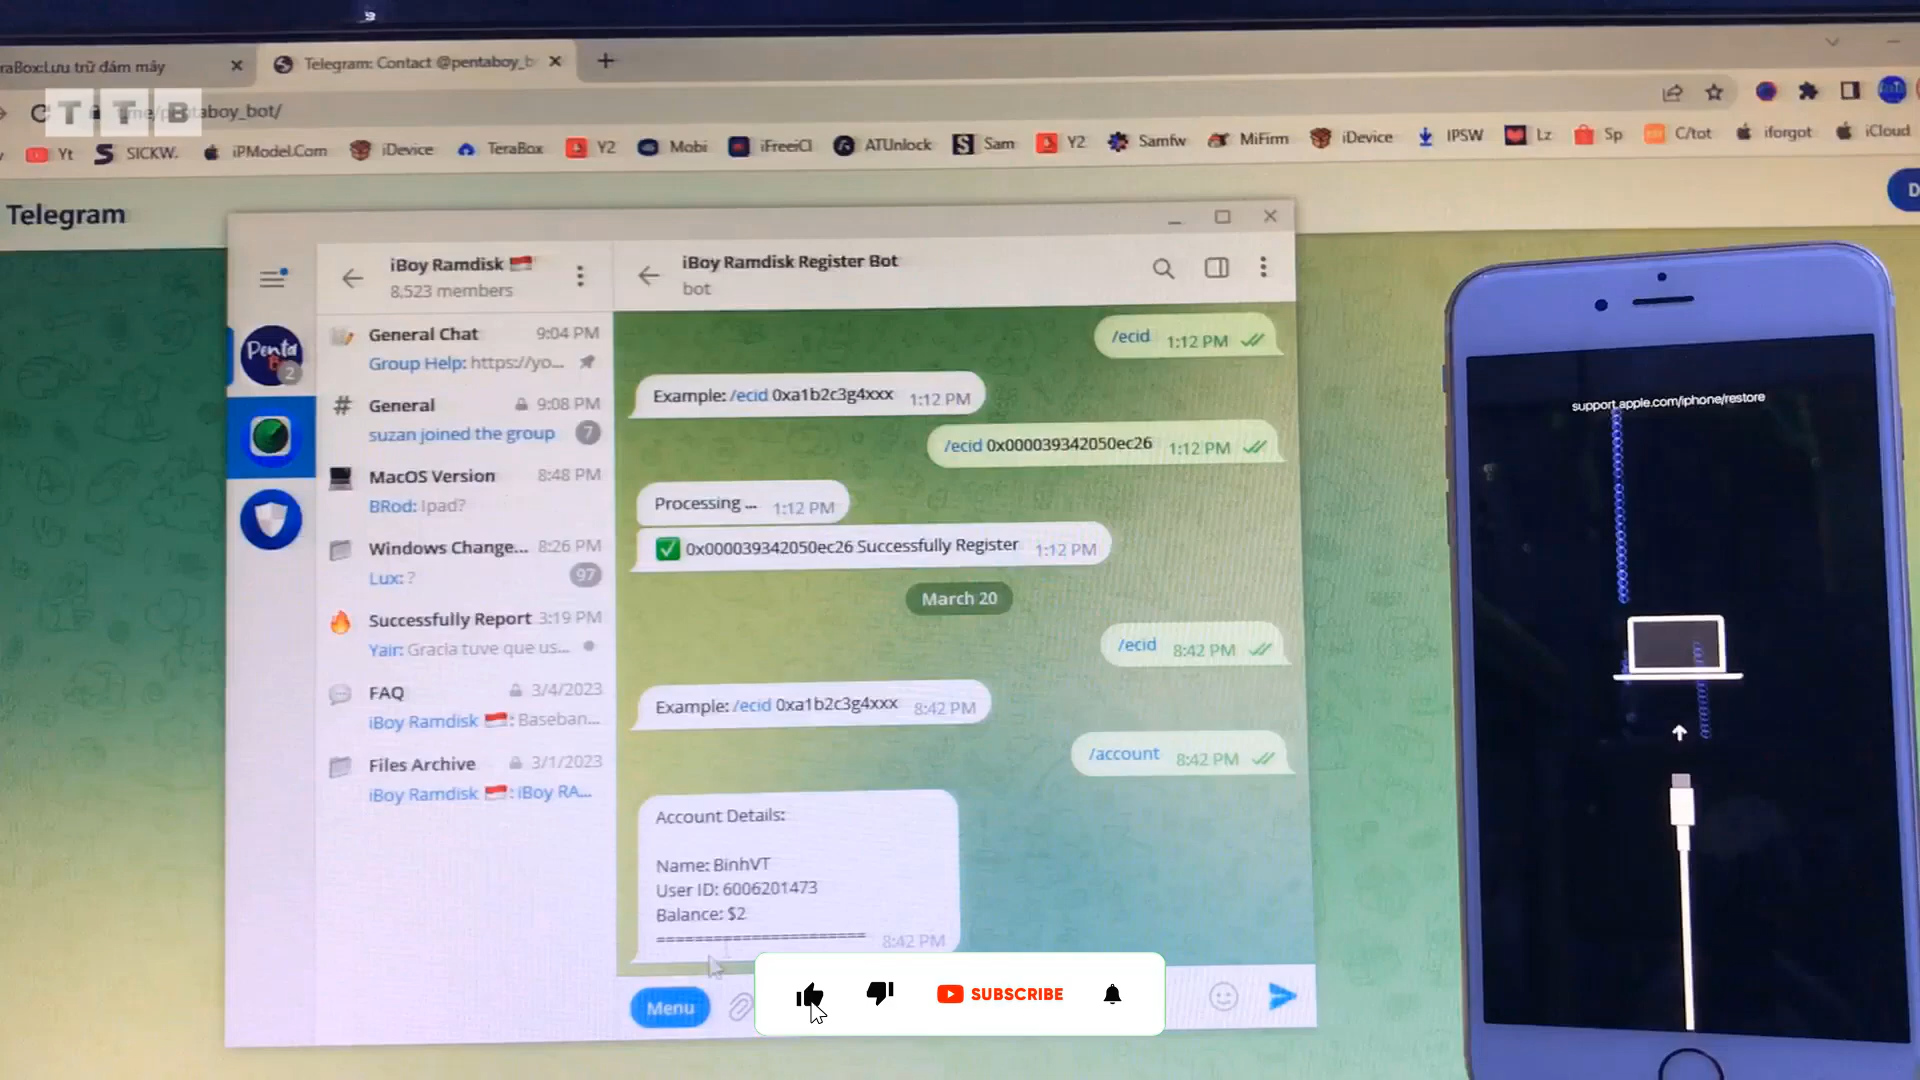 raBox:Lưu trữ đám mây
Telegram: Contact @pentaboy_b
TTB
boy_bot/
Yt
SICKW.
iPModel.Com
iDevice
TeraBox
Y2
Mobi
iFreeiCl
ATUnlock
Sam
Y2
Samfw
MiFirm
iDevice
IPSW
Lz
Sp
C/tot
iforgot
iCloud
Telegram
D
iBoy Ramdisk
8,523 members
iBoy Ramdisk Register Bot
bot
Penta
2
General Chat 9:04 PM
Group Help: https://yo...
General 9:08 PM
suzan joined the group 7
MacOS Version 8:48 PM
BRod: Ipad?
Windows Change... 8:26 PM
Lux: ? 97
Successfully Report 3:19 PM
Yair: Gracia tuve que us...
FAQ 3/4/2023
iBoy Ramdisk : Baseban...
Files Archive 3/1/2023
iBoy Ramdisk : iBoy RA...
/ecid 1:12 PM
Example: /ecid 0xa1b2c3g4xxx 1:12 PM
/ecid 0x000039342050ec26 1:12 PM
Processing ... 1:12 PM
0x000039342050ec26 Successfully Register 1:12 PM
March 20
/ecid 8:42 PM
Example: /ecid 0xa1b2c3g4xxx 8:42 PM
/account 8:42 PM
Account Details:
Name: BinhVT
User ID: 6006201473
Balance: $2
======================== 8:42 PM
Menu
SUBSCRIBE
support.apple.com/iphone/restore